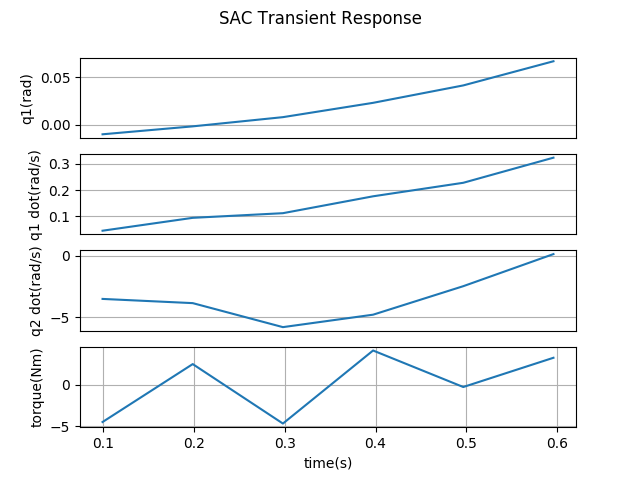 SAC Transient Response
q1(rad)
0.05
0.00
q1 dot(rad/s)
0.3
0.2
0.1
q2 dot(rad/s)
0
−5
torque(Nm)
0
−5
0.1 0.2 0.3 0.4 0.5 0.6
time(s)